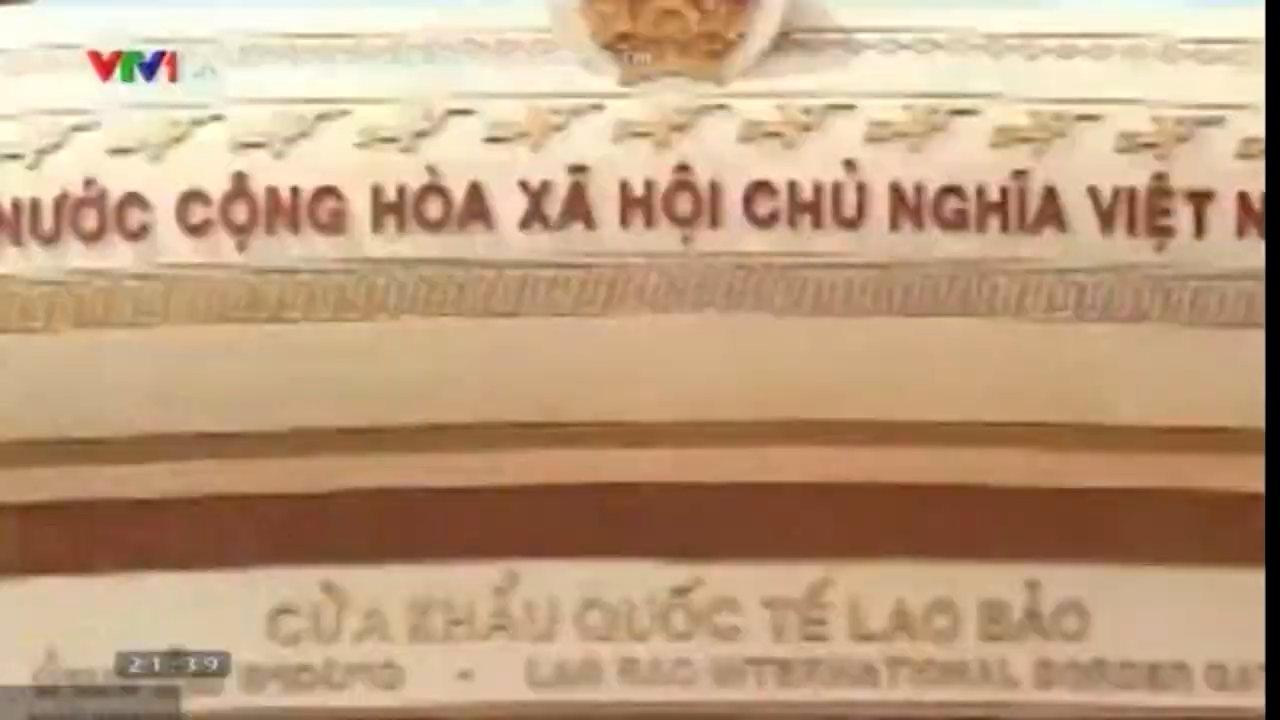 VTV1
NƯỚC CỘNG HÒA XÃ HỘI CHỦ NGHĨA VIỆT N
CỬA KHẨU QUỐC TẾ LAO BẢO
21:39
- LAO BAO INTERNATIONAL BORDER GAT